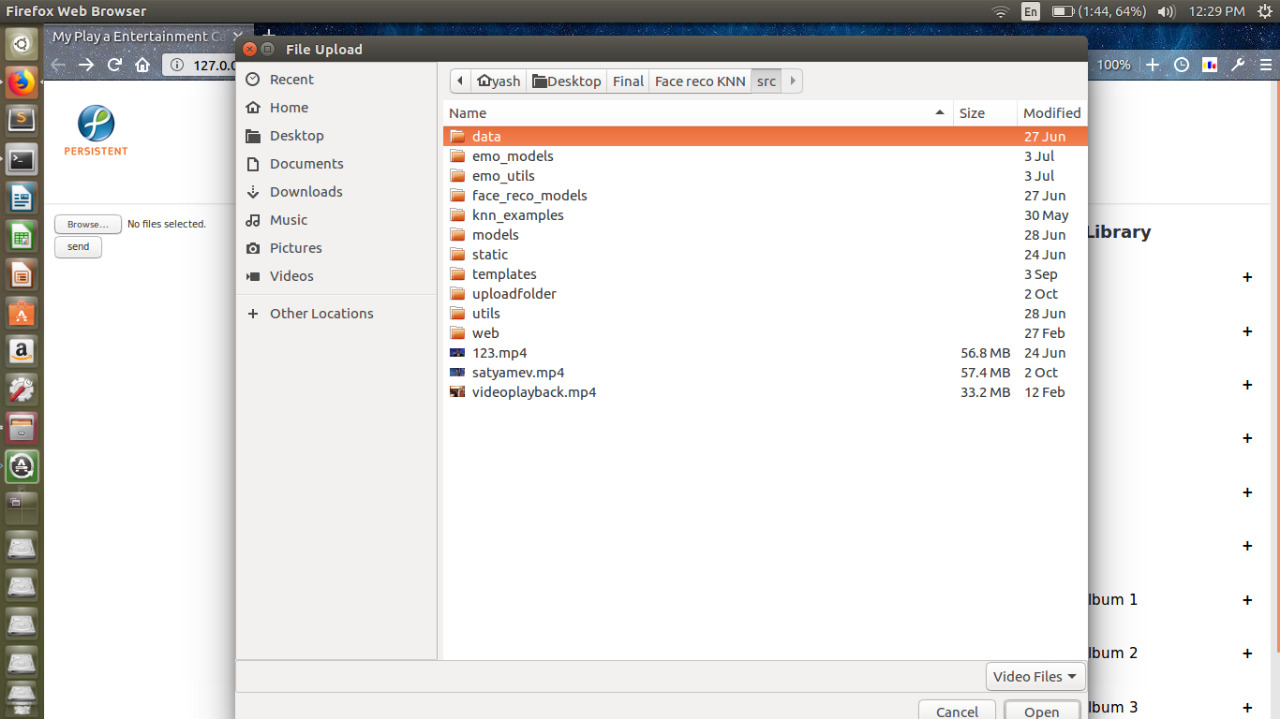 Firefox Web Browser
En
(1:44, 64%)
12:29 PM
My Play a Entertainment
127.0.0
100%
File Upload
PERSISTENT
Browse...
No files selected.
send
Recent
Home
Desktop
Documents
Downloads
Music
Pictures
Videos
Other Locations
yash Desktop Final Face reco KNN src
Name Size Modified
data 27 Jun
emo_models 3 Jul
emo_utils 3 Jul
face_reco_models 27 Jun
knn_examples 30 May
models 28 Jun
static 24 Jun
templates 3 Sep
uploadfolder 2 Oct
utils 28 Jun
web 27 Feb
123.mp4 56.8 MB 24 Jun
satyamev.mp4 57.4 MB 2 Oct
videoplayback.mp4 33.2 MB 12 Feb
Video Files
Cancel
Open
Library
lbum 1
lbum 2
lbum 3